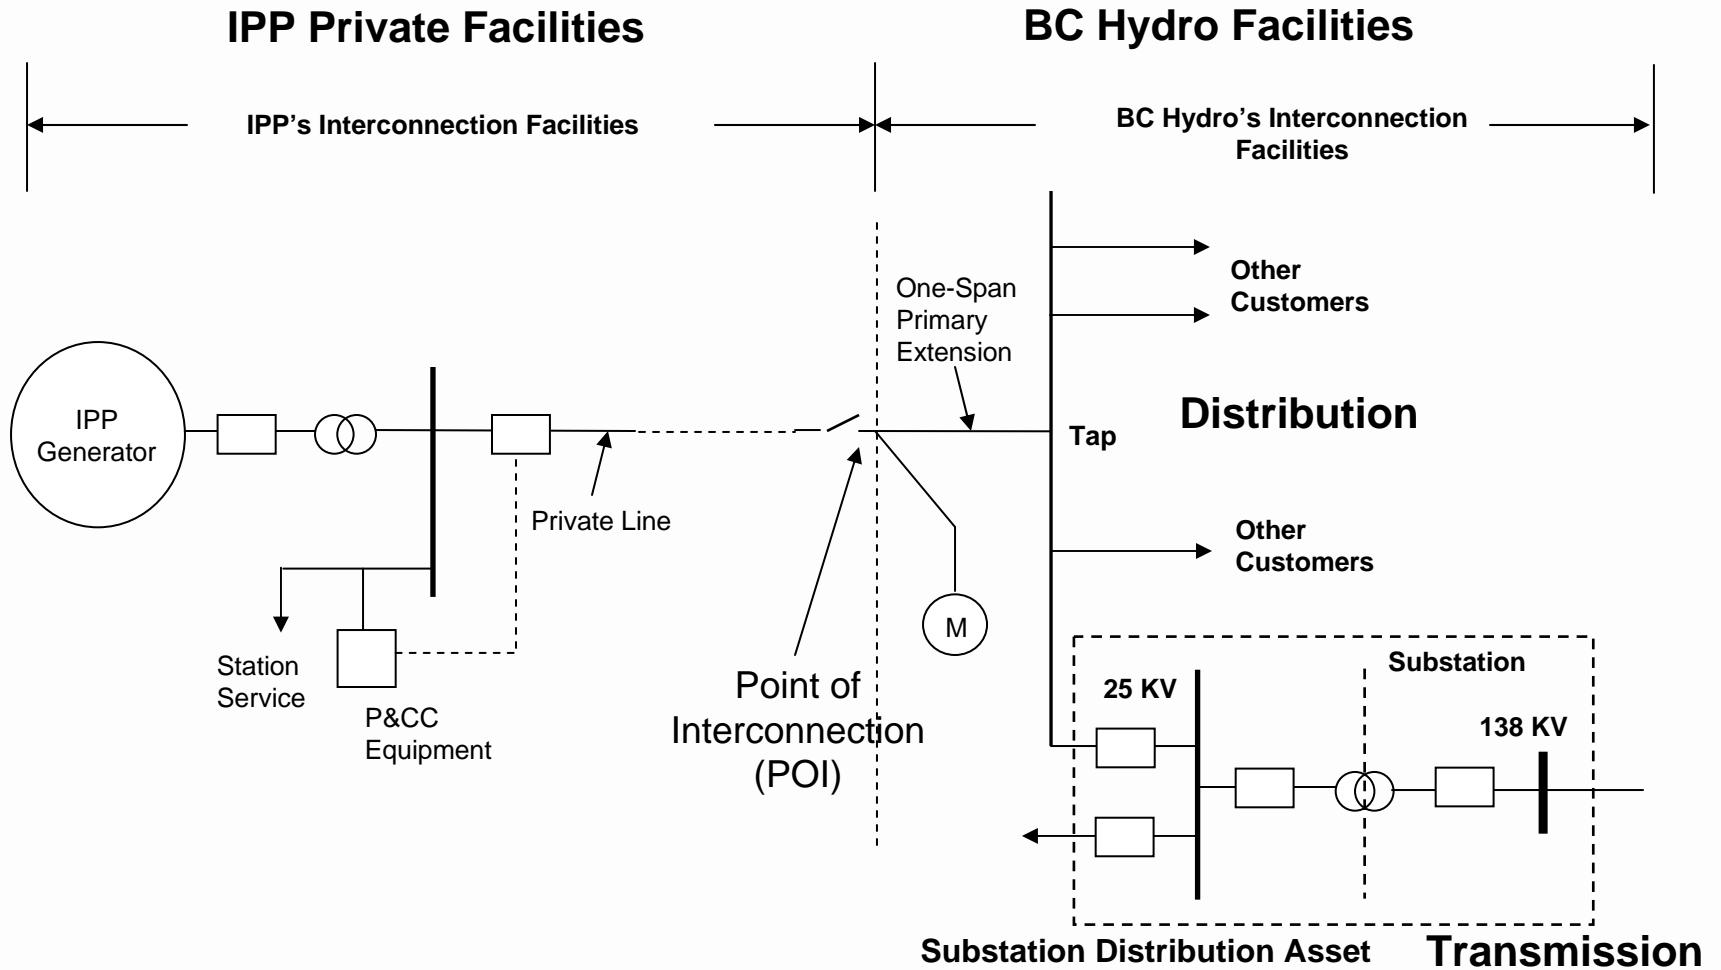 IPP Private Facilities
BC Hydro Facilities
IPP's Interconnection Facilities
BC Hydro's Interconnection
Facilities
One-Span
Primary
Extension
Other
Customers
IPP
Generator
Distribution
Tap
Private Line
Other
Customers
M
Station
Service
P&CC
Equipment
Point of
Interconnection
(POI)
Substation
25 KV
138 KV
Substation Distribution Asset
Transmission